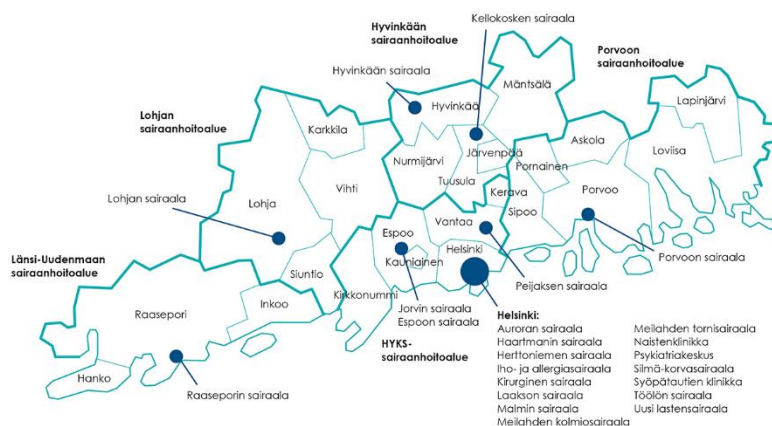 Kellokosken sairaala
Hyvinkään
sairaanhoitoalue
Porvoon
sairaanhoitoalue
Hyvinkään sairaala
Mäntsälä
Hyvinkää
Lapinjärvi
Lohjan
sairaanhoitoalue
Karkkila
Askola
Loviisa
Nurmijärvi
Järvenpää
Pornainen
Vihti
Tuusula
Kerava
Porvoo
Lohjan sairaala
Lohja
Sipoo
Vantaa
Espoo
Helsinki
Kauniainen
Porvoon sairaala
Länsi-Uudenmaan
sairaanhoitoalue
Siuntio
Kirkkonummi
Peijaksen sairaala
Inkoo
Raasepori
Jorvin sairaala
Espoon sairaala
HYKS-
sairaanhoitoalue
Hanko
Raaseporin sairaala
Helsinki:
Auroran sairaala
Haartmanin sairaala
Herttoniemen sairaala
Iho- ja allergiasairaala
Kirurginen sairaala
Laakson sairaala
Malmin sairaala
Meilahden kolmiosairaala
Meilahden tornisairaala
Naistenklinikka
Psykiatriakeskus
Silmä-korvasairaala
Syöpätautien klinikka
Töölön sairaala
Uusi lastensairaala